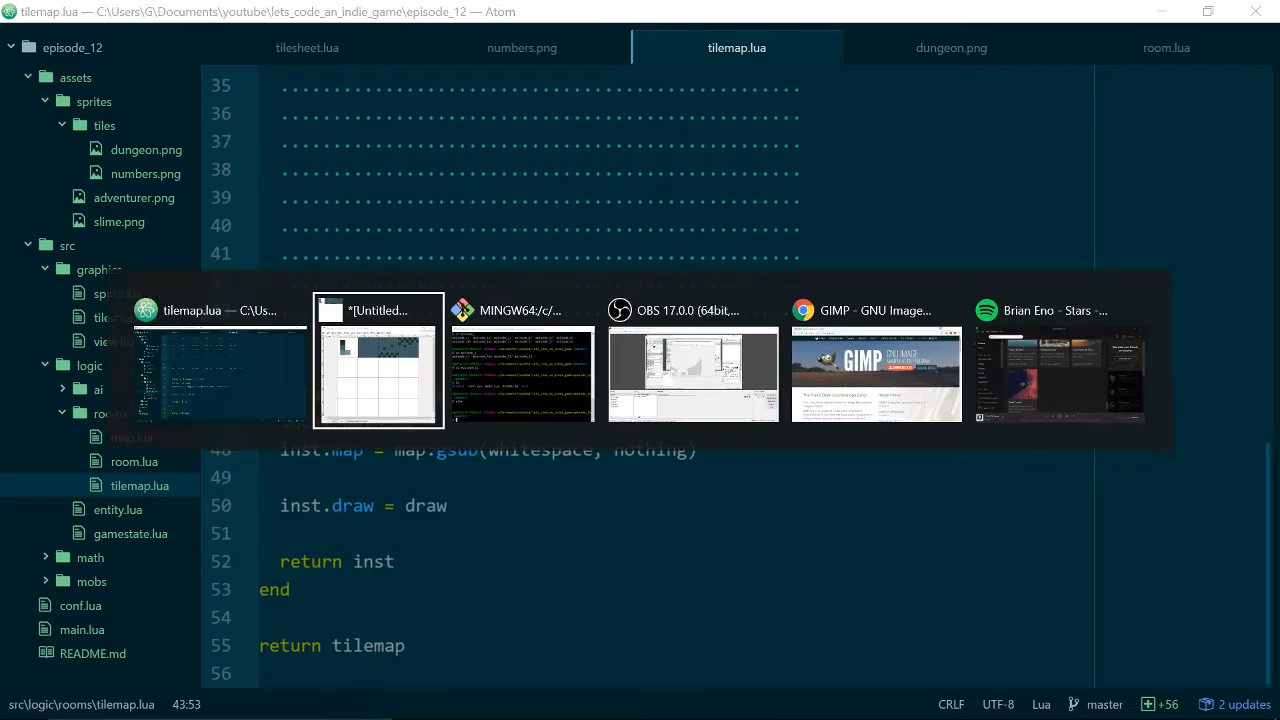 tilemap.lua — C:\Users\G\Documents\youtube\lets_code_an_indie_game\episode_12 — Atom
episode_12
tilesheet.lua
numbers.png
tilemap.lua
dungeon.png
room.lua
assets
sprites
tiles
dungeon.png
numbers.png
adventurer.png
slime.png
src
graphics
35 ..................................................
36 ..................................................
37 ..................................................
38 ..................................................
39 ..................................................
40 ..................................................
41 ..................................................
tilemap.lua — C:\Us...
*[Untitled...
MINGW64:/c/...
OBS 17.0.0 (64bit,...
GIMP - GNU Image...
Brian Eno - Stars - ...
logic
ai
map.lua
room.lua
tilemap.lua
entity.lua
gamestate.lua
math
mobs
conf.lua
main.lua
README.md
48 inst.map = map:gsub(whitespace, nothing)
49
50 inst.draw = draw
51
52 return inst
53 end
54
55 return tilemap
56
src\logic\rooms\tilemap.lua 43:53
CRLF UTF-8 Lua master +56 2 updates